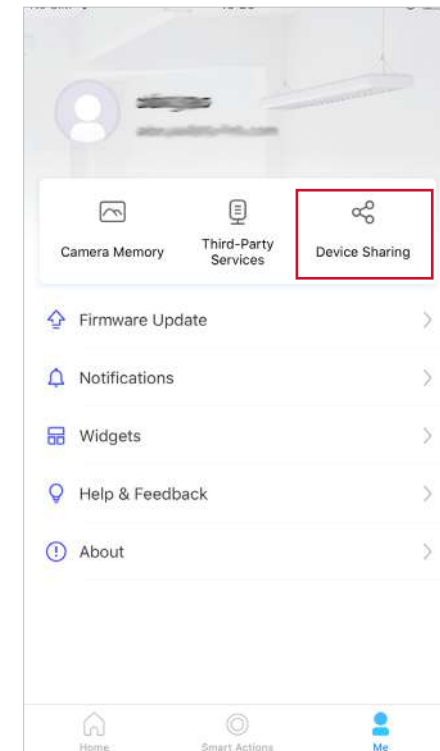 Camera Memory
Third-Party
Services
Device Sharing
Firmware Update
Notifications
Widgets
Help & Feedback
About
Home
Smart Actions
Me